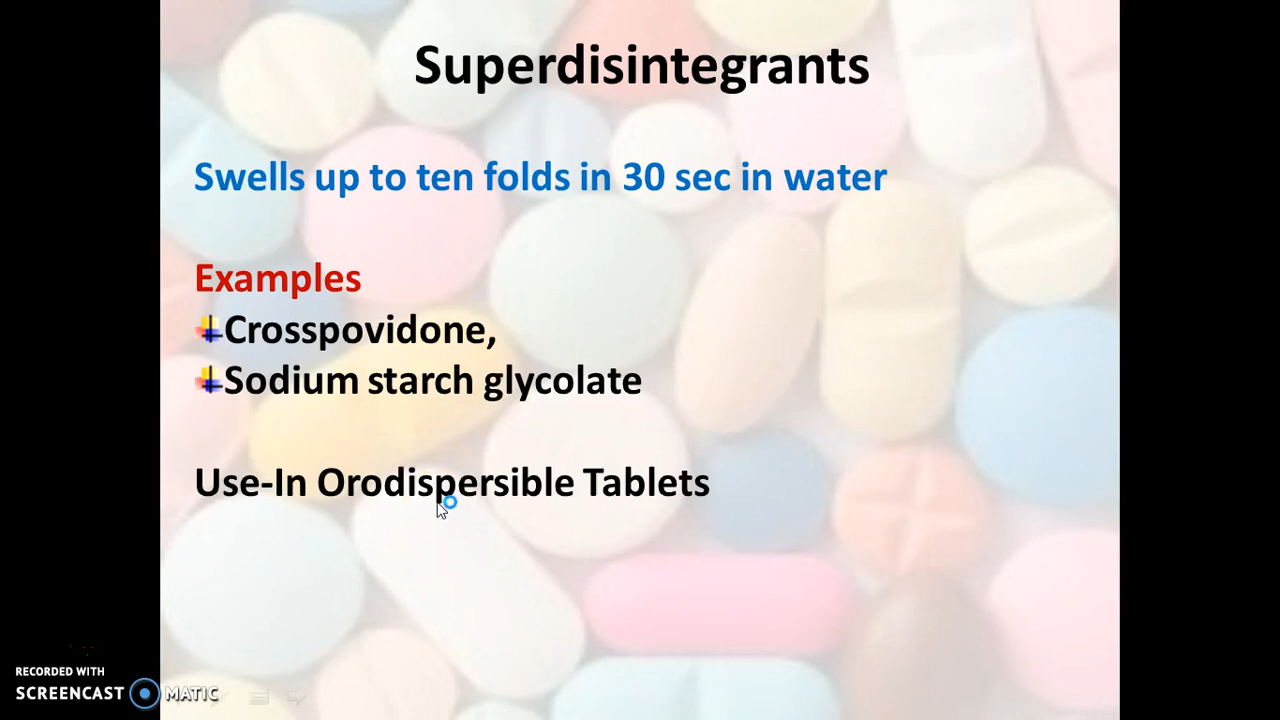 Superdisintegrants
Swells up to ten folds in 30 sec in water
Examples
Crosspovidone,
Sodium starch glycolate
Use-In Orodispersible Tablets
RECORDED WITH
SCREENCAST MATIC